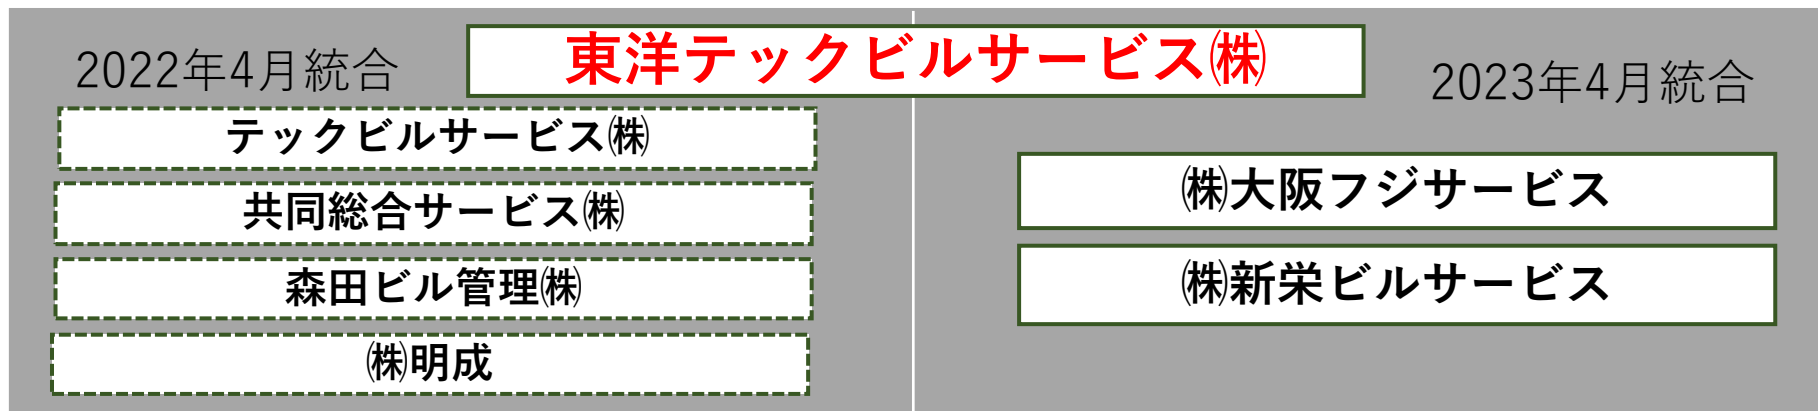 東洋テックビルサービス㈱
2022年4月統合
テックビルサービス㈱
共同総合サービス㈱
森田ビル管理㈱
㈱明成
2023年4月統合
㈱大阪フジサービス
㈱新栄ビルサービス